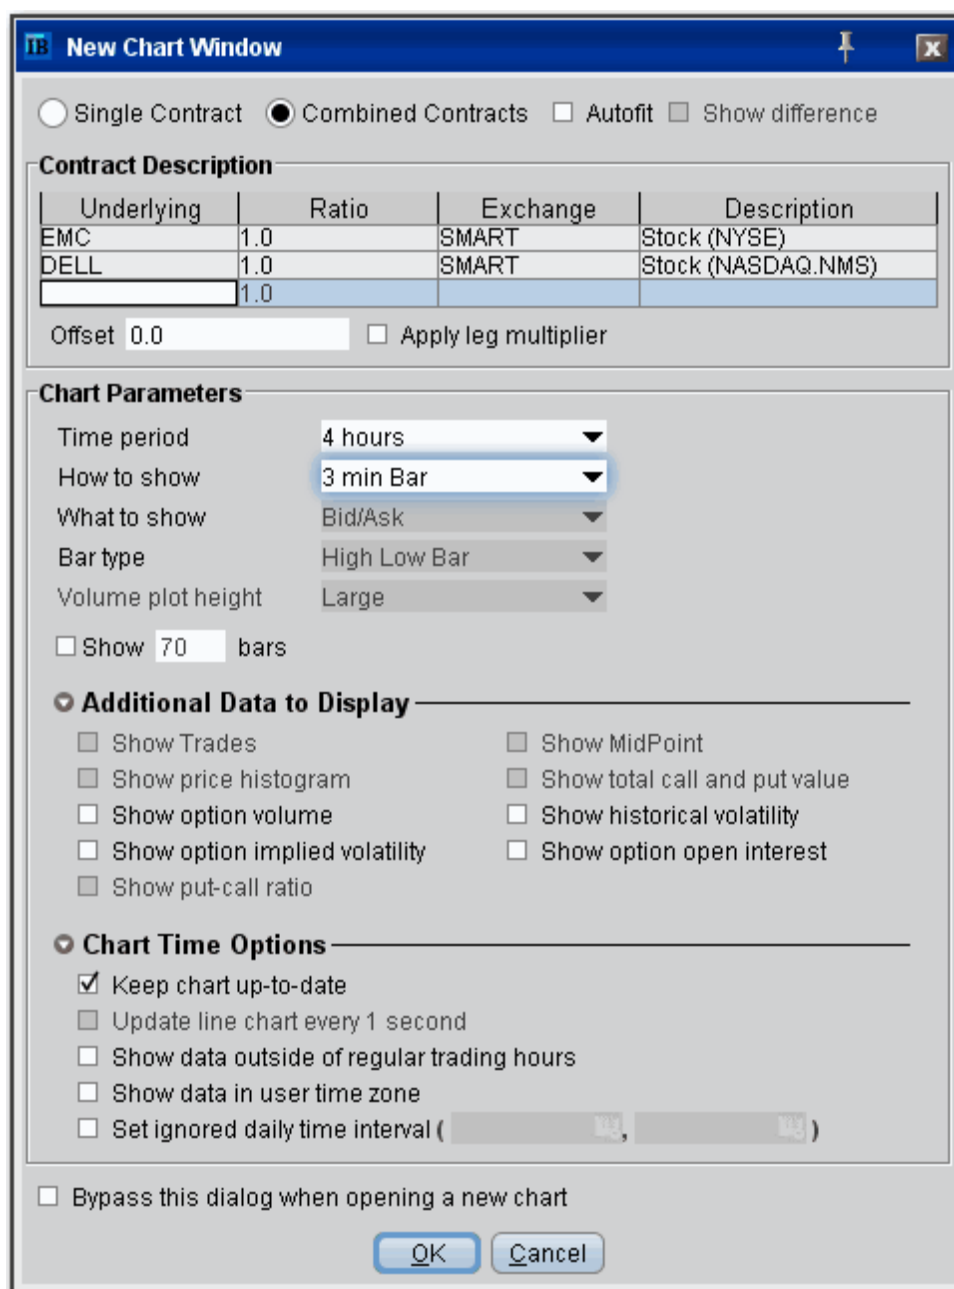 IB New Chart Window
Single Contract Combined Contracts Autofit Show difference
Contract Description
Underlying Ratio Exchange Description
EMC 1.0 SMART Stock (NYSE)
DELL 1.0 SMART Stock (NASDAQ.NMS)
1.0
Offset 0.0 Apply leg multiplier
Chart Parameters
Time period 4 hours
How to show 3 min Bar
What to show Bid/Ask
Bar type High Low Bar
Volume plot height Large
Show 70 bars
Additional Data to Display
Show Trades Show MidPoint
Show price histogram Show total call and put value
Show option volume Show historical volatility
Show option implied volatility Show option open interest
Show put-call ratio
Chart Time Options
Keep chart up-to-date
Update line chart every 1 second
Show data outside of regular trading hours
Show data in user time zone
Set ignored daily time interval ( , )
Bypass this dialog when opening a new chart
OK Cancel